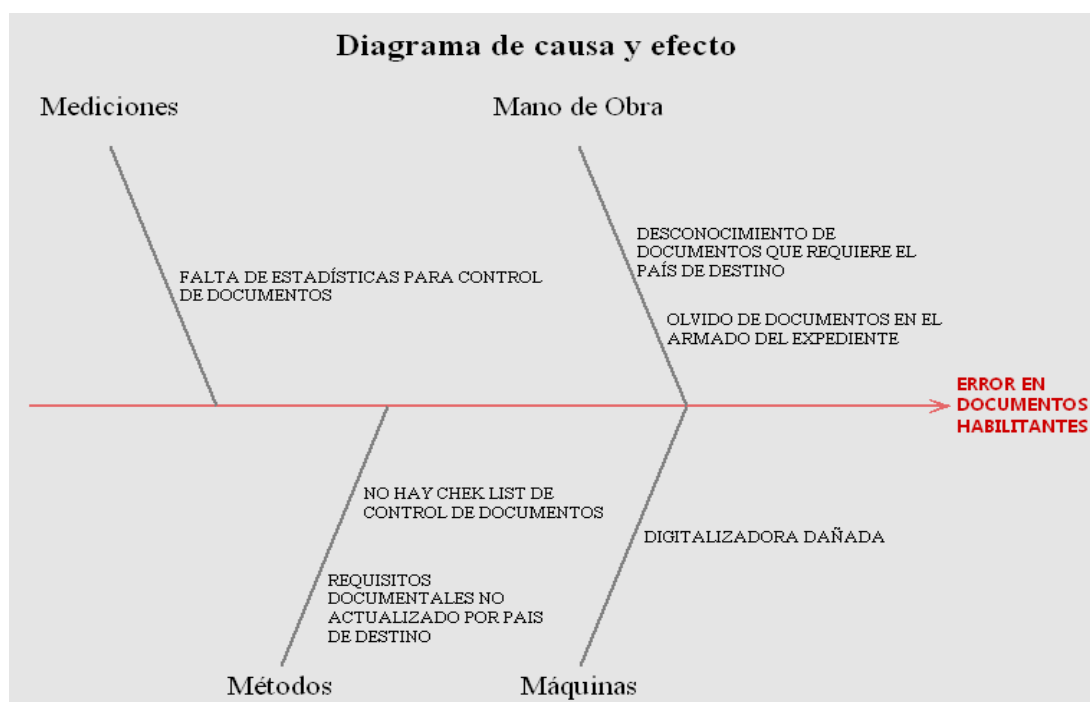 Diagrama de causa y efecto
Mediciones
Mano de Obra
DESCONOCIMIENTO DE
DOCUMENTOS QUE REQUIERE EL
PAÍS DE DESTINO
FALTA DE ESTADÍSTICAS PARA CONTROL
DE DOCUMENTOS
OLVIDO DE DOCUMENTOS EN EL
ARMADO DEL EXPEDIENTE
ERROR EN
DOCUMENTOS
HABILITANTES
NO HAY CHEK LIST DE
CONTROL DE DOCUMENTOS
DIGITALIZADORA DAÑADA
REQUISITOS
DOCUMENTALES NO
ACTUALIZADO POR PAIS
DE DESTINO
Métodos
Máquinas